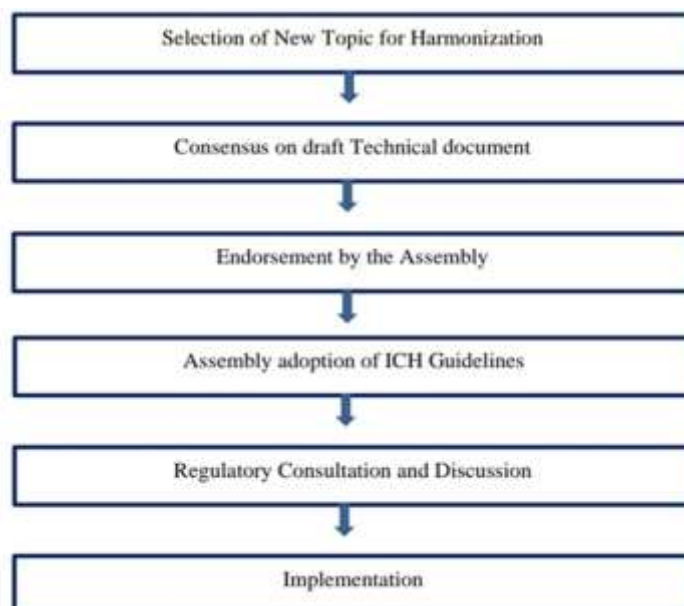 Selection of New Topic for Harmonization
Consensus on draft Technical document
Endorsement by the Assembly
Assembly adoption of ICH Guidelines
Regulatory Consultation and Discussion
Implementation